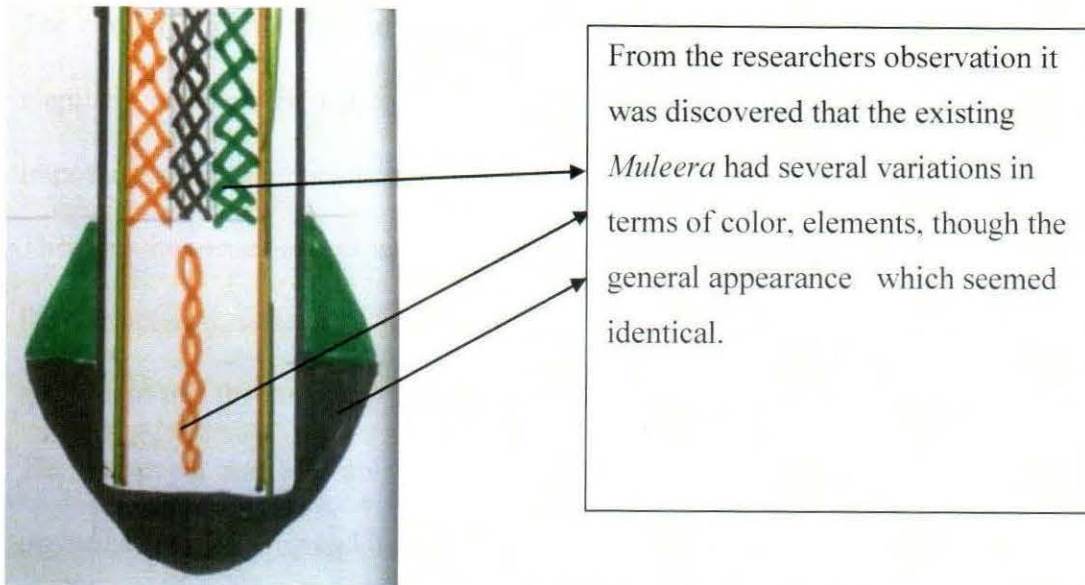 From the researchers observation it
was discovered that the existing
Muleera had several variations in
terms of color, elements, though the
general appearance which seemed
identical.